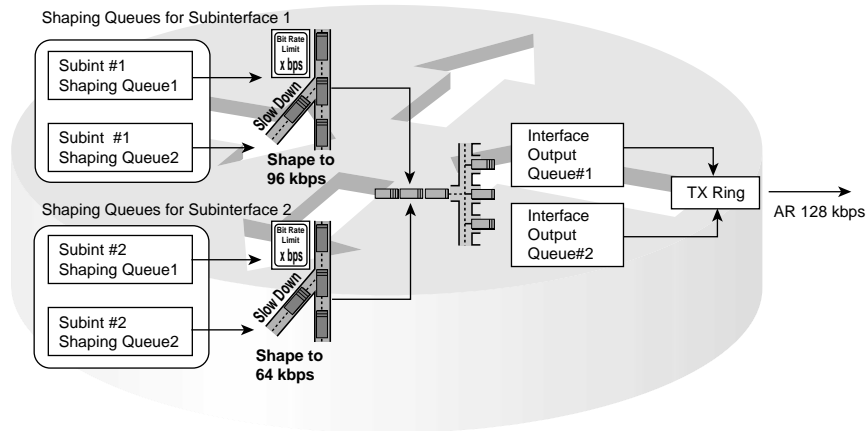 Shaping Queues for Subinterface 1
Subint #1
Shaping Queue1
Subint #1
Shaping Queue2
Bit Rate
Limit
x bps
Slow Down
Shape to
96 kbps
Shaping Queues for Subinterface 2
Subint #2
Shaping Queue1
Subint #2
Shaping Queue2
Bit Rate
Limit
x bps
Slow Down
Shape to
64 kbps
Interface
Output
Queue#1
Interface
Output
Queue#2
TX Ring
AR 128 kbps